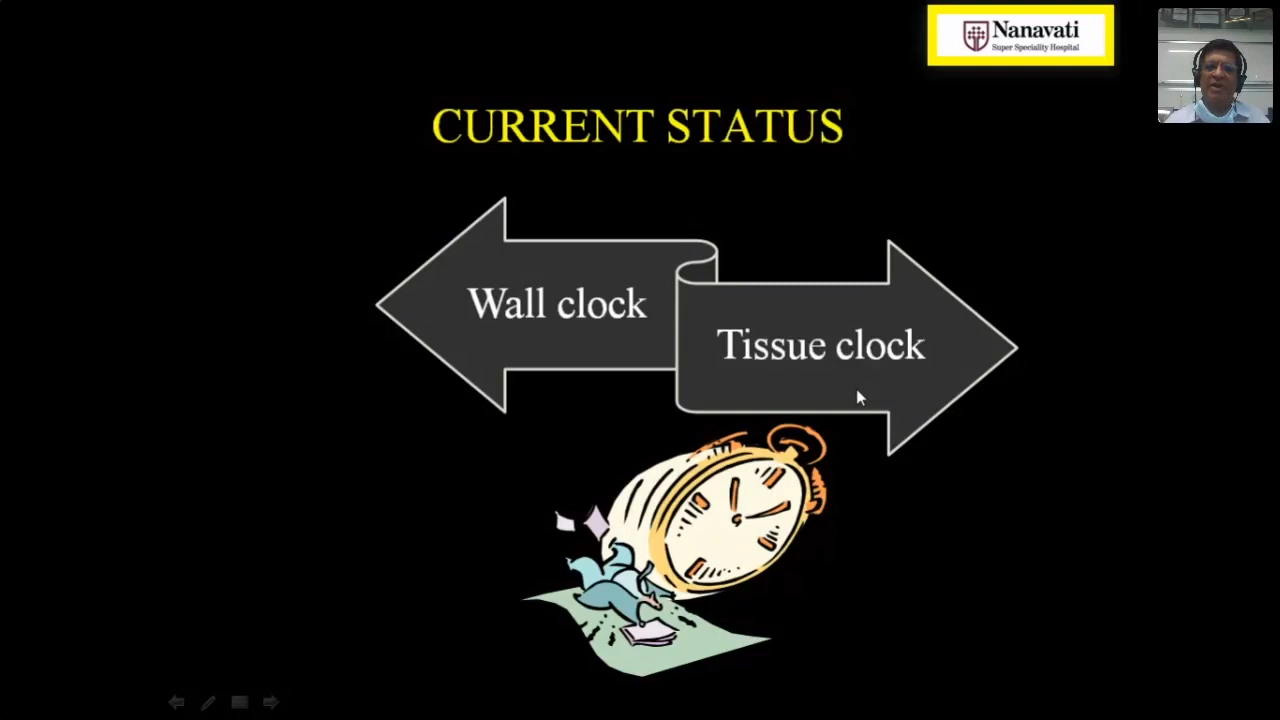 Nanavati
Super Speciality Hospital
CURRENT STATUS
Wall clock
Tissue clock